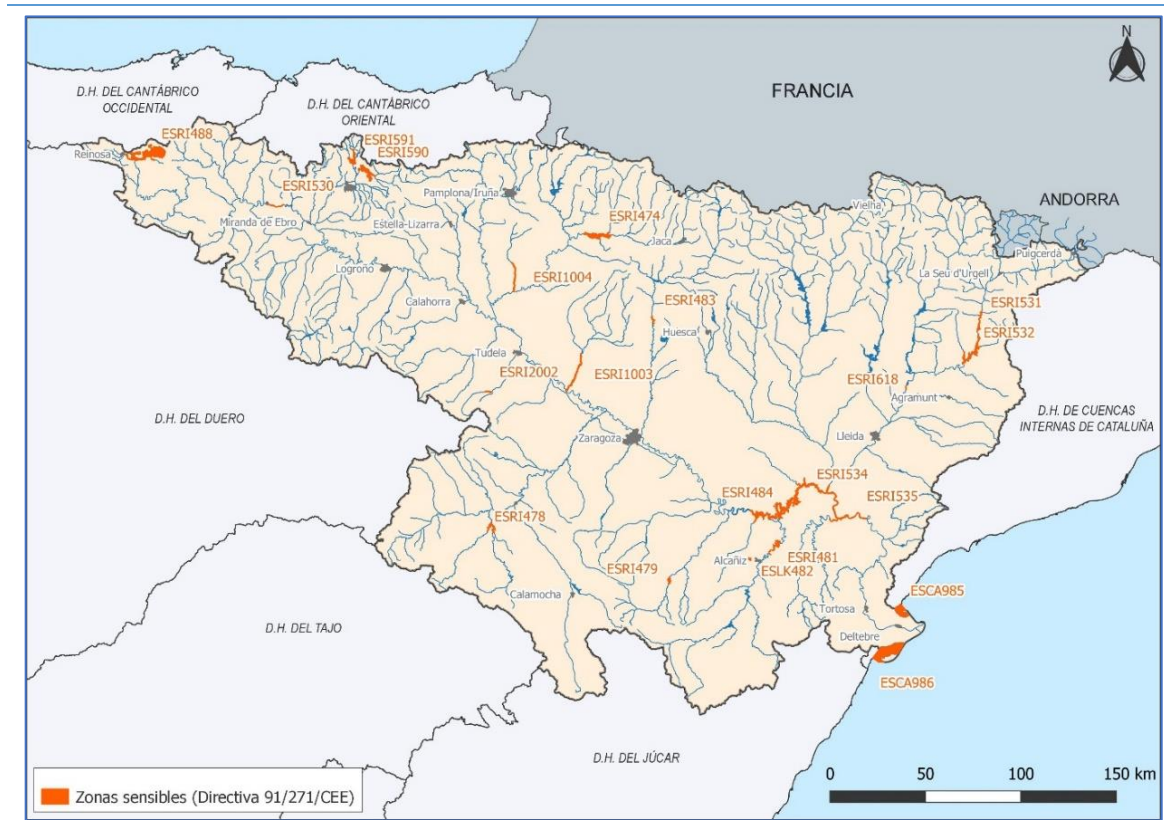 N
D.H. DEL CANTÁBRICO
OCCIDENTAL
D.H. DEL CANTÁBRICO
ORIENTAL
FRANCIA
ESRI488
Reinosa
ESRI591
ESRI590
ESRI530
Pamplona/Iruña
Vielha
ANDORRA
Miranda de Ebro
Estella-Lizarra
ESRI474
Jaca
Puigcerdà
La Seu d'Urgell
Logroño
ESRI1004
Calahorra
ESRI483
ESRI531
Huesca
ESRI532
Tudela
ESRI2002
ESRI1003
ESRI618
Agramunt
D.H. DEL DUERO
D.H. DE CUENCAS
INTERNAS DE CATALUÑA
Zaragoza
Lleida
ESRI534
ESRI484
ESRI535
ESRI478
Alcañiz
ESRI481
ESRI479
ESLK482
Calamocha
ESCA985
Tortosa
D.H. DEL TAJO
Deltebre
ESCA986
D.H. DEL JÚCAR
Zonas sensibles (Directiva 91/271/CEE)
0 50 100 150 km